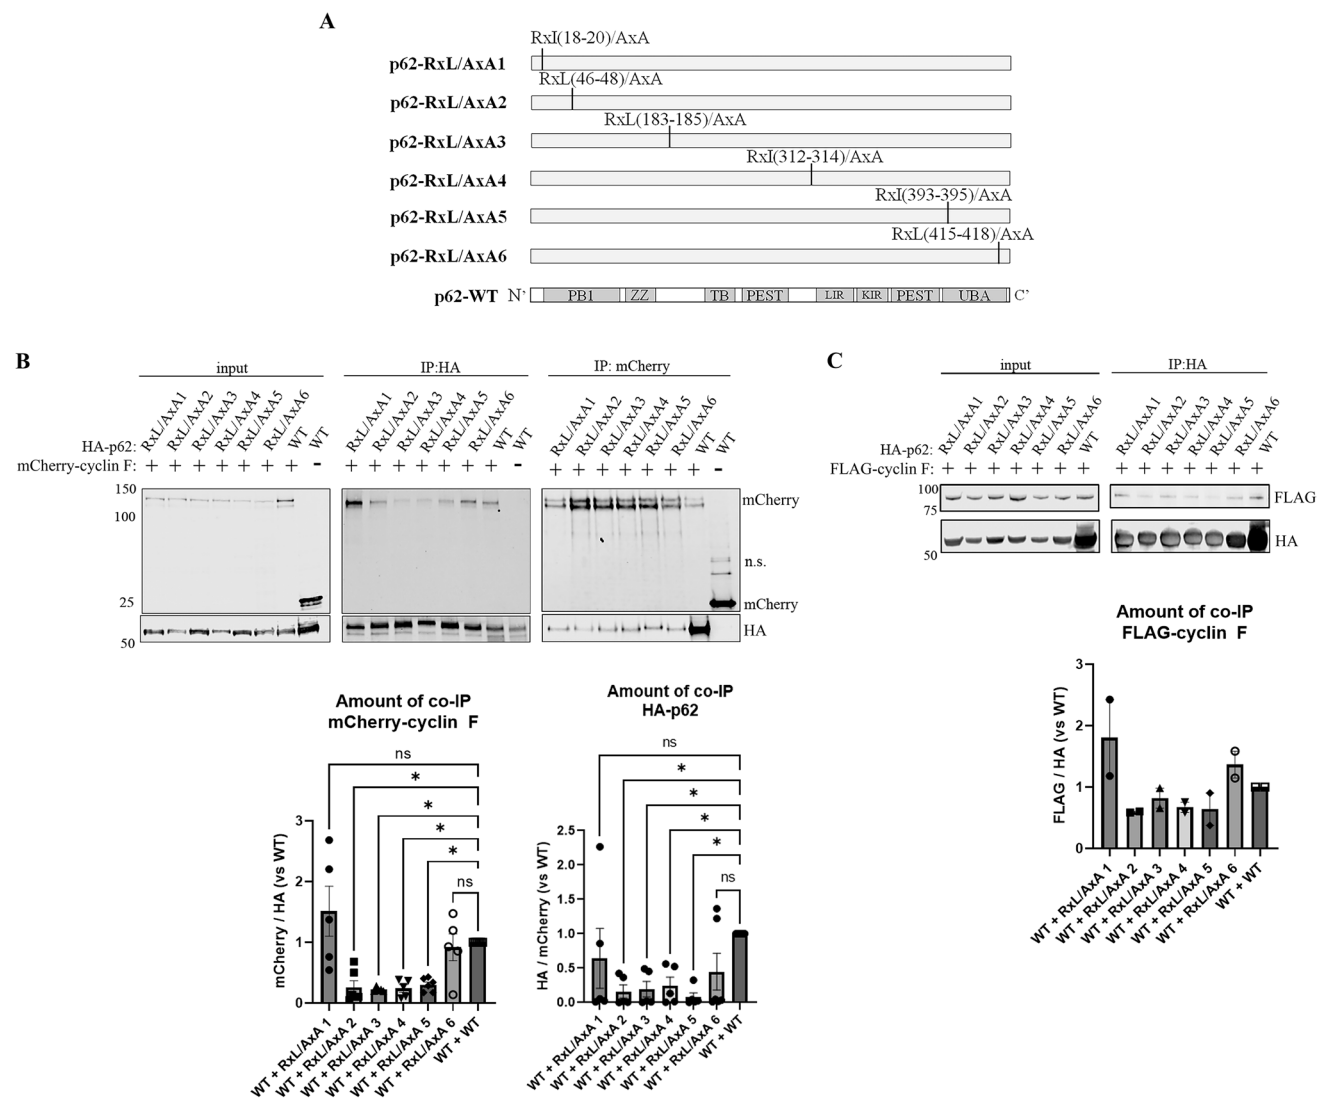 A
RxI(18-20)/AxA
p62-RxL/AxA1
RxL(46-48)/AxA
p62-RxL/AxA2
RxL(183-185)/AxA
p62-RxL/AxA3
RxI(312-314)/AxA
p62-RxL/AxA4
RxI(393-395)/AxA
p62-RxL/AxA5
RxL(415-418)/AxA
p62-RxL/AxA6
p62-WT N' PB1 ZZ TB PEST LIR KIR PEST UBA C'
B
input IP:HA IP: mCherry
HA-p62: RxL/AxA1 RxL/AxA2 RxL/AxA3 RxL/AxA4 RxL/AxA5 RxL/AxA6 WT WT RxL/AxA1 RxL/AxA2 RxL/AxA3 RxL/AxA4 RxL/AxA5 RxL/AxA6 WT WT RxL/AxA1 RxL/AxA2 RxL/AxA3 RxL/AxA4 RxL/AxA5 RxL/AxA6 WT WT
mCherry-cyclin F: + + + + + + + - + + + + + + + - + + + + + + + -
150
mCherry
100
n.s.
25
mCherry
HA
50
Amount of co-IP
mCherry-cyclin F
mCherry / HA (vs WT)
3
2
1
0
ns
*
*
*
*
ns
WT + RxL/AxA 1
WT + RxL/AxA 2
WT + RxL/AxA 3
WT + RxL/AxA 4
WT + RxL/AxA 5
WT + RxL/AxA 6
WT + WT
Amount of co-IP
HA-p62
HA / mCherry (vs WT)
2.5
2.0
1.5
1.0
0.5
0.0
ns
*
*
*
*
ns
WT + RxL/AxA 1
WT + RxL/AxA 2
WT + RxL/AxA 3
WT + RxL/AxA 4
WT + RxL/AxA 5
WT + RxL/AxA 6
WT + WT
C
input IP:HA
HA-p62: RxL/AxA1 RxL/AxA2 RxL/AxA3 RxL/AxA4 RxL/AxA5 RxL/AxA6 WT RxL/AxA1 RxL/AxA2 RxL/AxA3 RxL/AxA4 RxL/AxA5 RxL/AxA6 WT
FLAG-cyclin F: + + + + + + + + + + + + + +
100
FLAG
75
HA
50
Amount of co-IP
FLAG-cyclin F
FLAG / HA (vs WT)
3
2
1
0
WT + RxL/AxA 1
WT + RxL/AxA 2
WT + RxL/AxA 3
WT + RxL/AxA 4
WT + RxL/AxA 5
WT + RxL/AxA 6
WT + WT